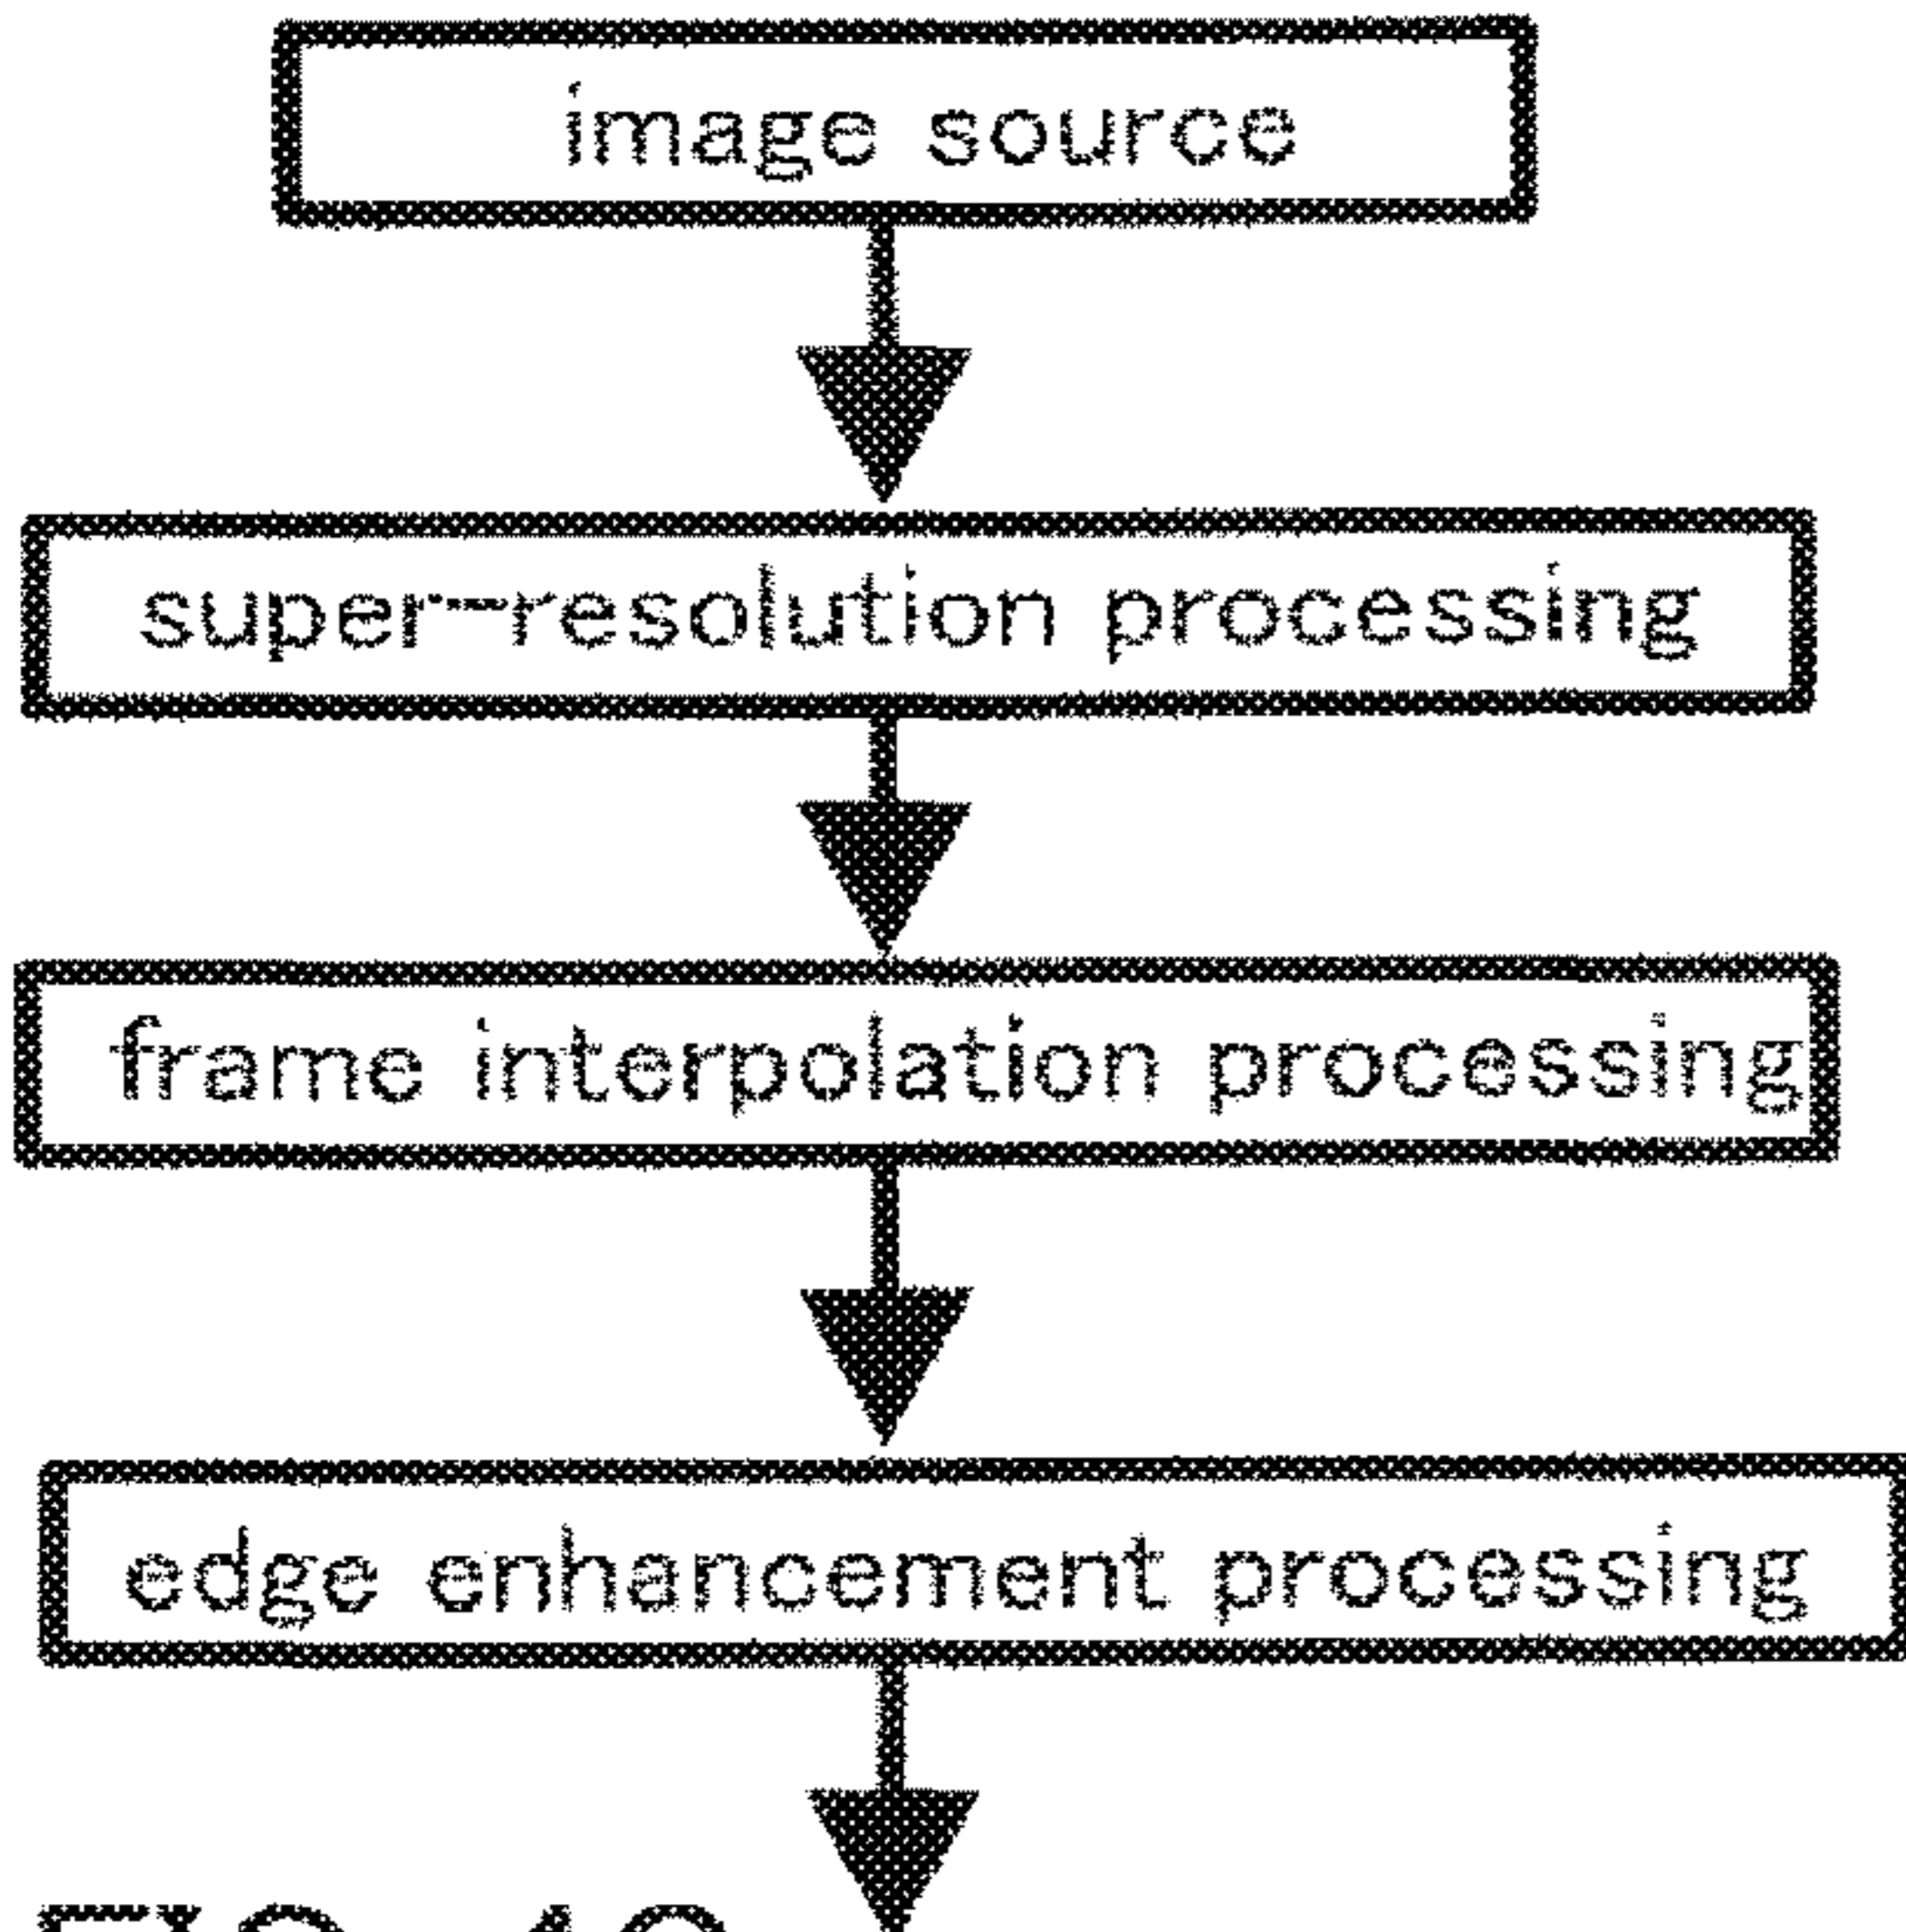 image source
super-resolution processing
frame interpolation processing
edge enhancement processing